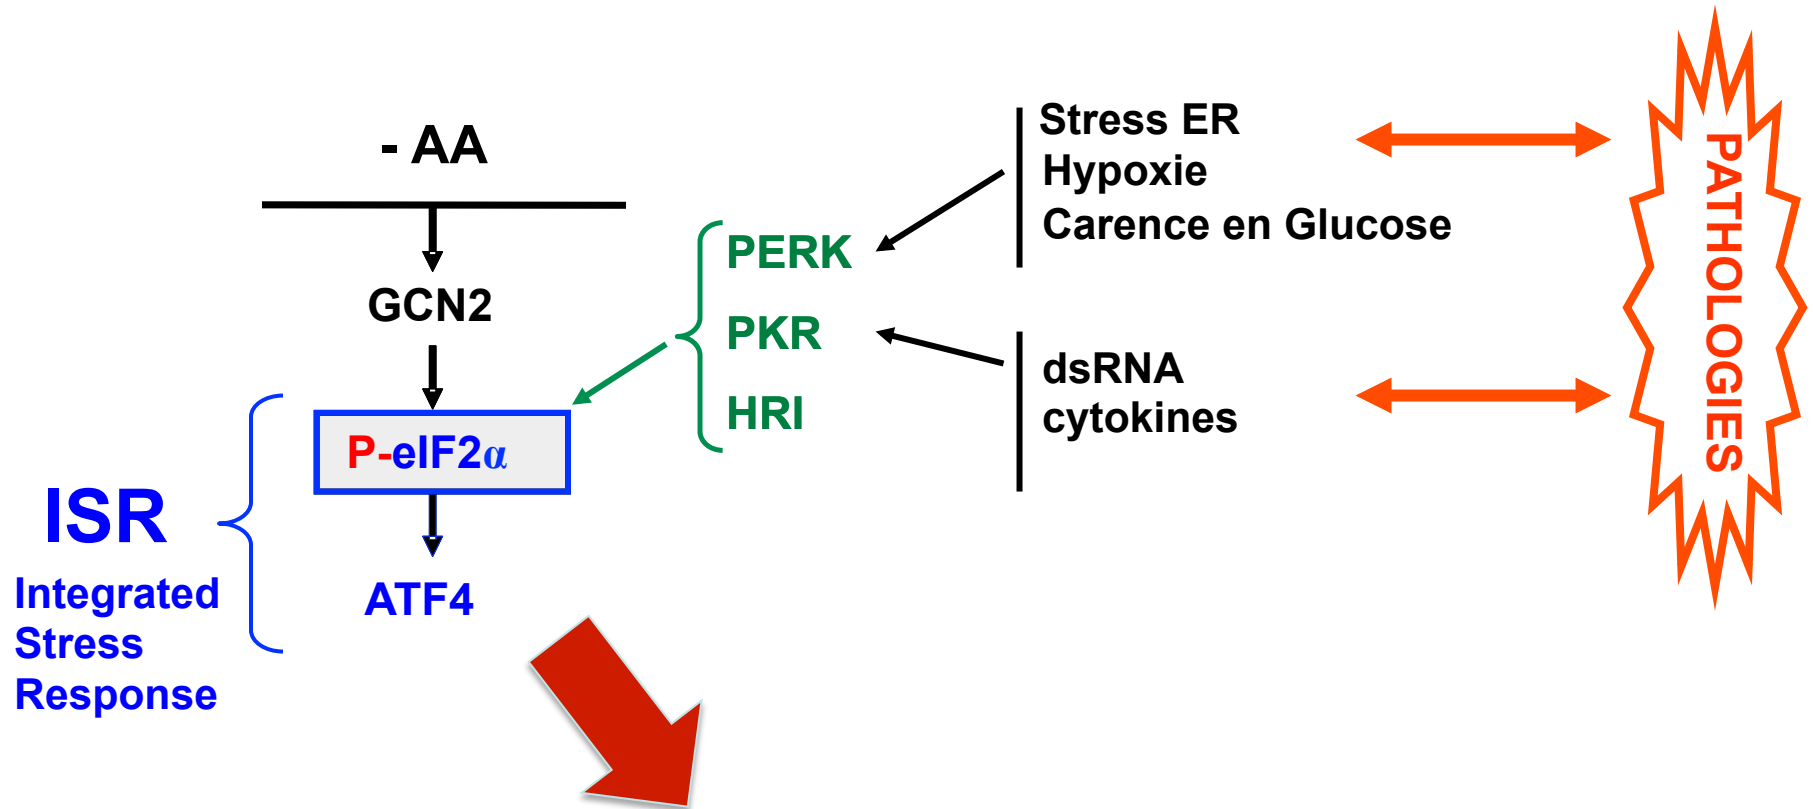 - AA
GCN2
P-eIF2α
ATF4
ISR
Integrated
Stress
Response
PERK
PKR
HRI
Stress ER
Hypoxie
Carence en Glucose
dsRNA
cytokines
PATHOLOGIES